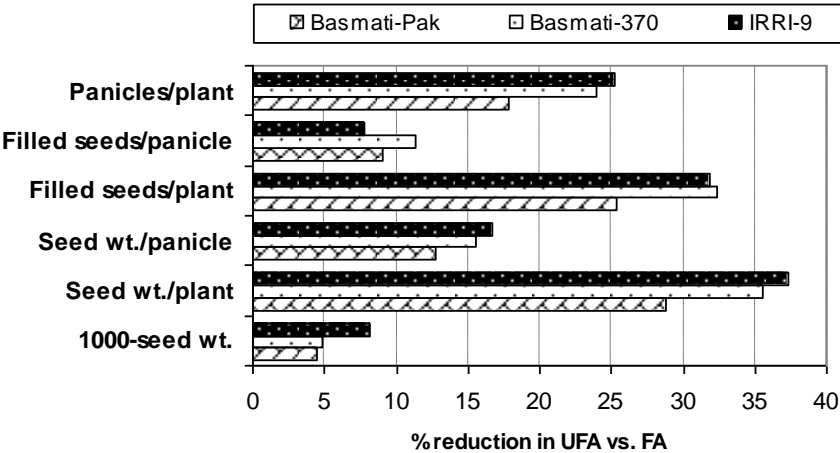 Basmati-Pak Basmati-370 IRRI-9
Panicles/plant
Filled seeds/panicle
Filled seeds/plant
Seed wt./panicle
Seed wt./plant
1000-seed wt.
0 5 10 15 20 25 30 35 40
% reduction in UFA vs. FA